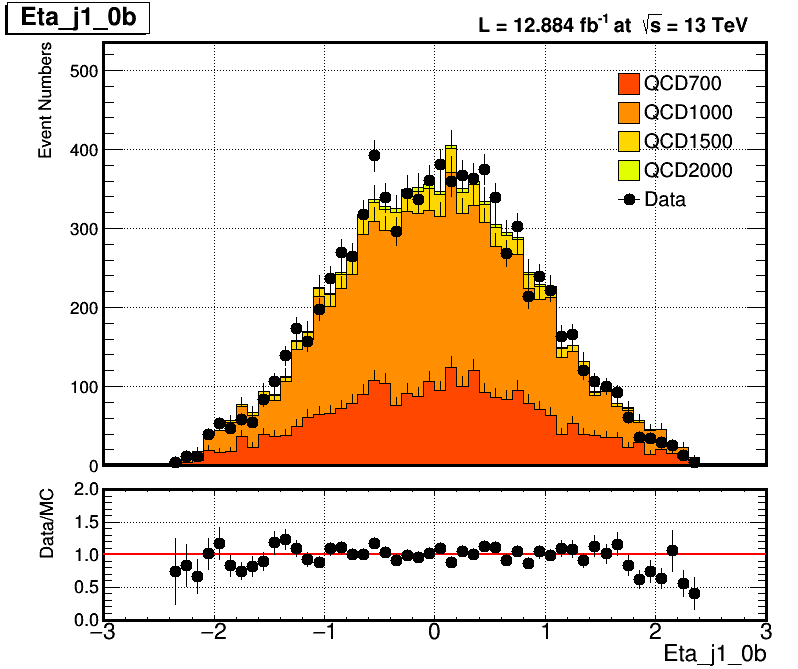 Eta_j1_0b
L = 12.884 fb-1 at √s = 13 TeV
Event Numbers
500
400
300
200
100
0
QCD700
QCD1000
QCD1500
QCD2000
Data
Data/MC
2.0
1.5
1.0
0.5
0.0
−3 −2 −1 0 1 2 3
Eta_j1_0b